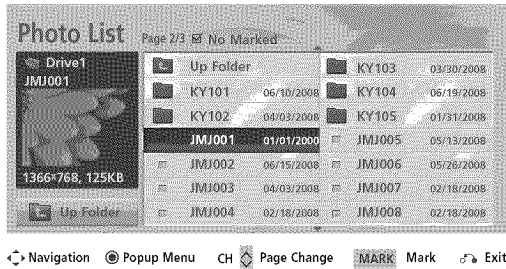 Photo List Page 2/3 No Marked
Drive1
JMJ001
1366x768, 125KB
Up Folder
Up Folder
KY101 06/10/2008
KY102 04/03/2008
JMJ001 01/01/2000
JMJ002 06/15/2008
JMJ003 04/03/2008
JMJ004 02/18/2008
KY103 03/30/2008
KY104 06/19/2008
KY105 01/31/2008
JMJ005 05/13/2008
JMJ006 05/26/2008
JMJ007 02/18/2008
JMJ008 02/18/2008
Navigation Popup Menu CH Page Change MARK Mark Exit